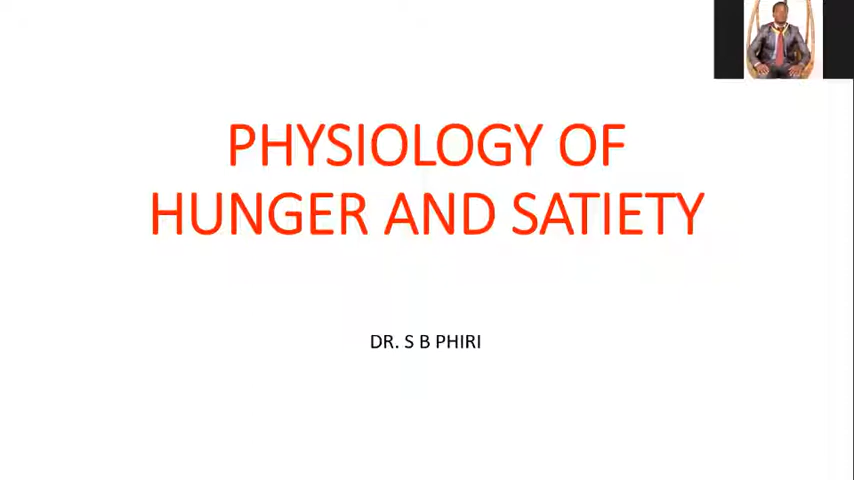 PHYSIOLOGY OF
HUNGER AND SATIETY
DR. S B PHIRI